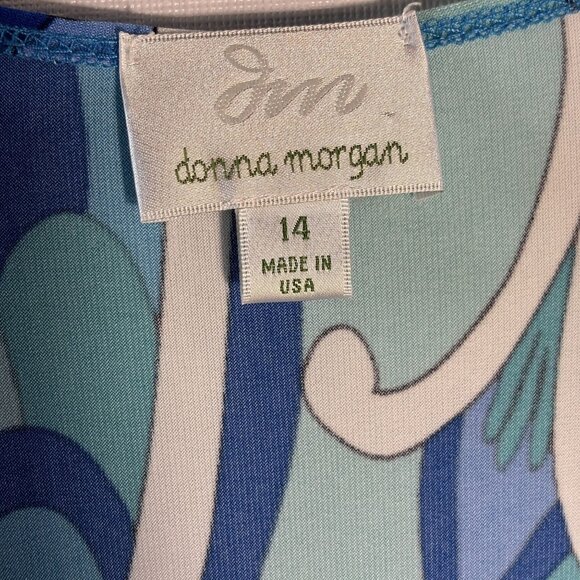 dm
donna morgan
14
MADE IN
USA